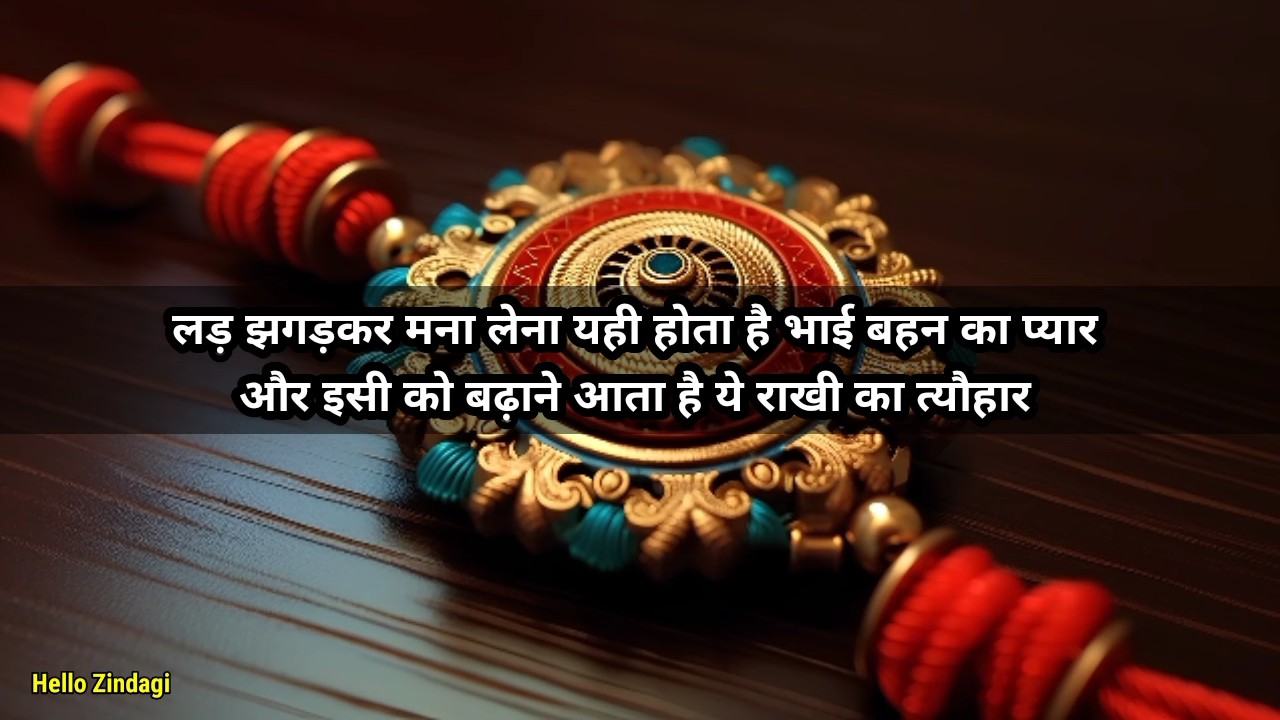 लड़ झगड़कर मना लेना यही होता है भाई बहन का प्यार
और इसी को बढ़ाने आता है ये राखी का त्यौहार
Hello Zindagi